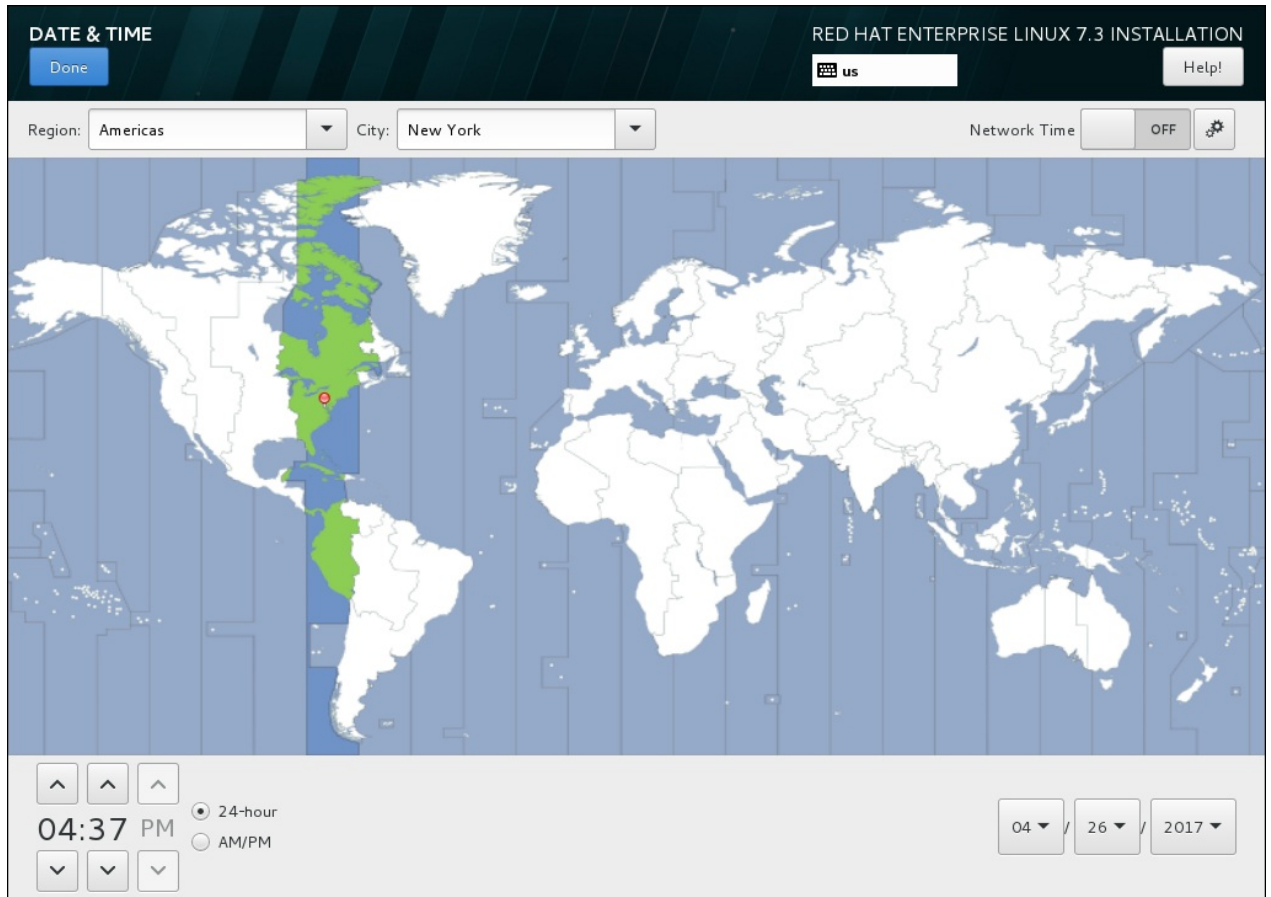 DATE & TIME
RED HAT ENTERPRISE LINUX 7.3 INSTALLATION
Done
us
Help!
Region: Americas City: New York Network Time OFF
04:37 PM
24-hour
AM/PM
04 / 26 / 2017